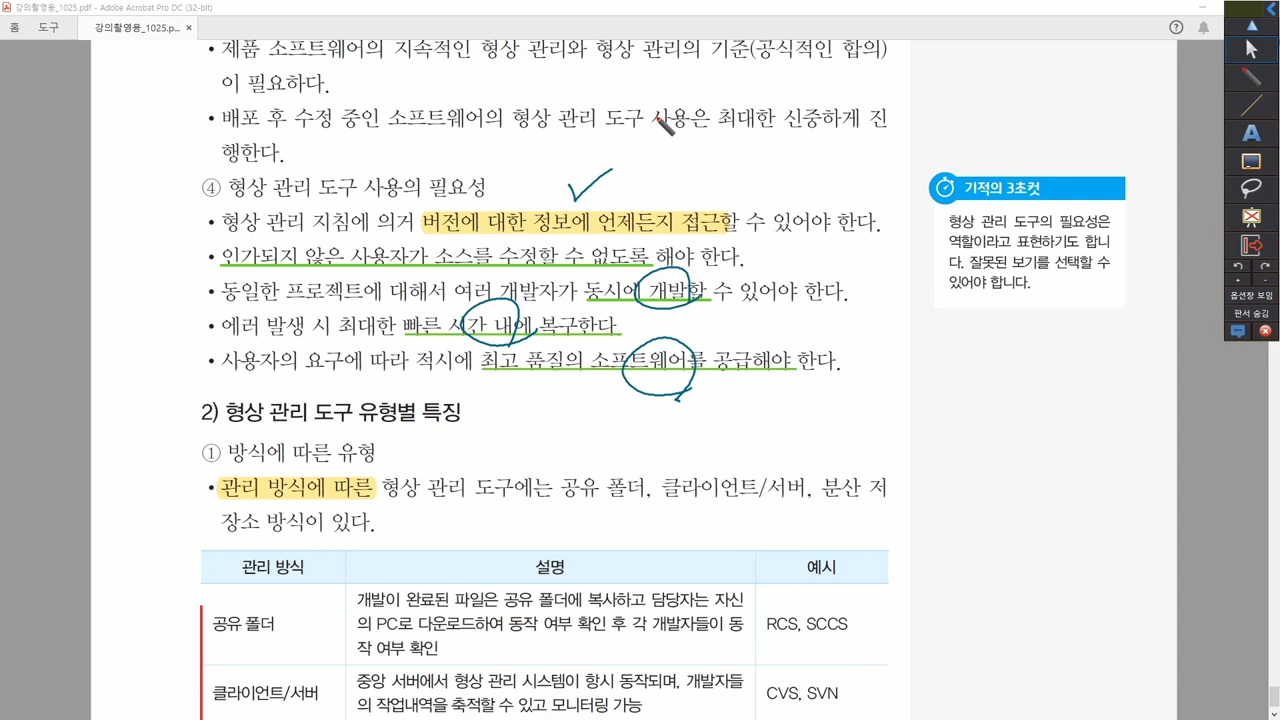 강의촬영용_1025.pdf - Adobe Acrobat Pro DC (32-bit)
홈 도구 강의촬영용_1025.p... ×
• 제품 소프트웨어의 지속적인 형상 관리와 형상 관리의 기준(공식적인 합의)
이 필요하다.
• 배포 후 수정 중인 소프트웨어의 형상 관리 도구 사용은 최대한 신중하게 진
행한다.
④ 형상 관리 도구 사용의 필요성
• 형상 관리 지침에 의거 버전에 대한 정보에 언제든지 접근할 수 있어야 한다.
• 인가되지 않은 사용자가 소스를 수정할 수 없도록 해야 한다.
• 동일한 프로젝트에 대해서 여러 개발자가 동시에 개발할 수 있어야 한다.
• 에러 발생 시 최대한 빠른 시간 내에 복구한다
• 사용자의 요구에 따라 적시에 최고 품질의 소프트웨어를 공급해야 한다.
기적의 3초컷
형상 관리 도구의 필요성은
역할이라고 표현하기도 합니
다. 잘못된 보기를 선택할 수
있어야 합니다.
2) 형상 관리 도구 유형별 특징
① 방식에 따른 유형
• 관리 방식에 따른 형상 관리 도구에는 공유 폴더, 클라이언트/서버, 분산 저
장소 방식이 있다.
관리 방식 설명 예시
공유 폴더
개발이 완료된 파일은 공유 폴더에 복사하고 담당자는 자신
의 PC로 다운로드하여 동작 여부 확인 후 각 개발자들이 동
작 여부 확인
RCS, SCCS
클라이언트/서버
중앙 서버에서 형상 관리 시스템이 항시 동작되며, 개발자들
의 작업내역을 축적할 수 있고 모니터링 가능
CVS, SVN
A
옵션장 보임
판서 숨김